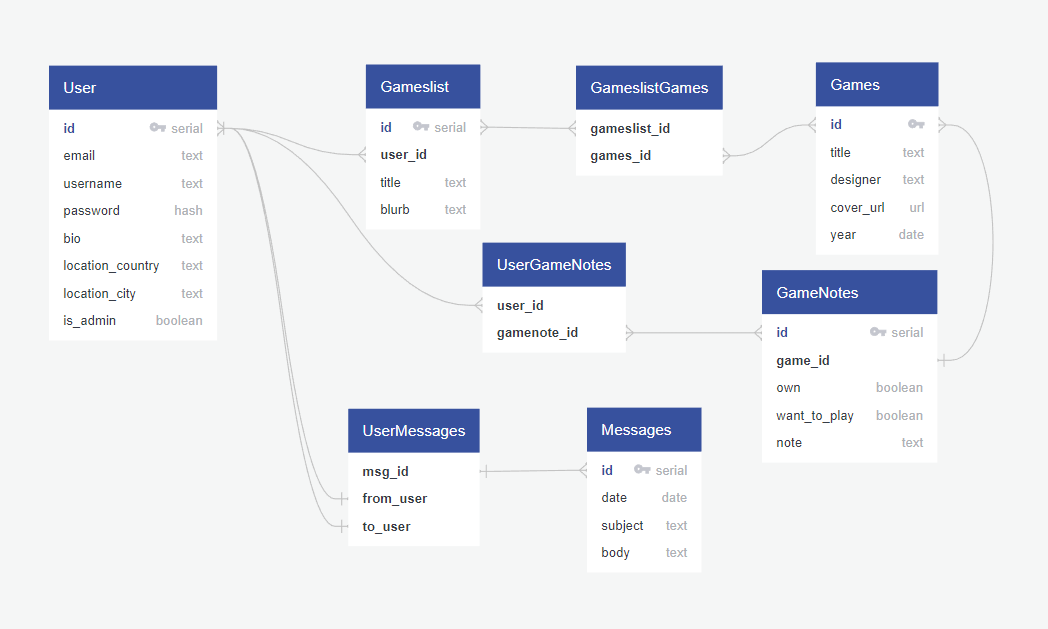 User
id serial
email text
username text
password hash
bio text
location_country text
location_city text
is_admin boolean
Gameslist
id serial
user_id
title text
blurb text
GameslistGames
gameslist_id
games_id
Games
id
title text
designer text
cover_url url
year date
UserGameNotes
user_id
gamenote_id
GameNotes
id serial
game_id
own boolean
want_to_play boolean
note text
UserMessages
msg_id
from_user
to_user
Messages
id serial
date date
subject text
body text